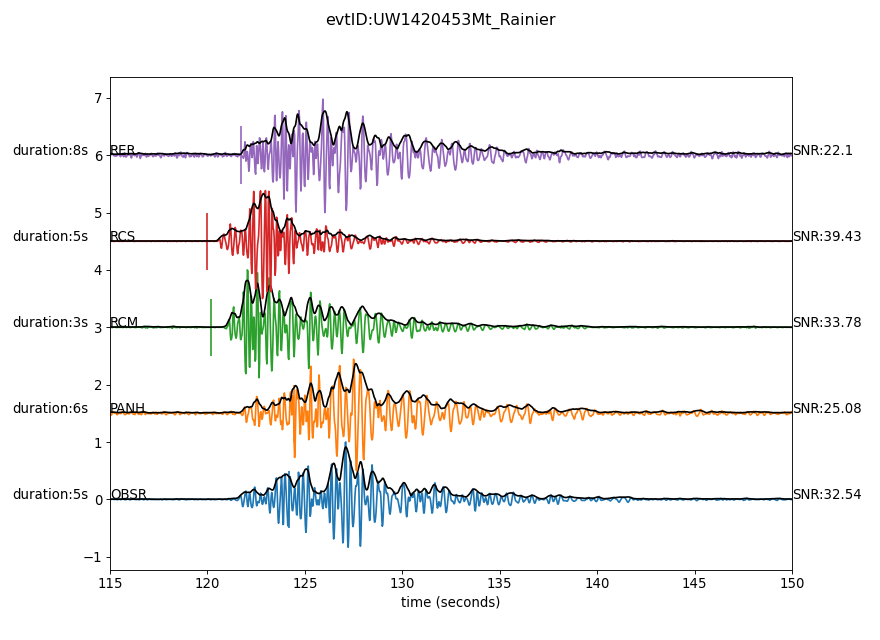 evtID:UW1420453Mt_Rainier
7
duration:8s RER SNR:22.1
6
5
duration:5s RCS SNR:39.43
4
duration:3s RCM SNR:33.78
3
2
duration:6s PANH SNR:25.08
1
duration:5s OBSR SNR:32.54
0
−1
115 120 125 130 135 140 145 150
time (seconds)